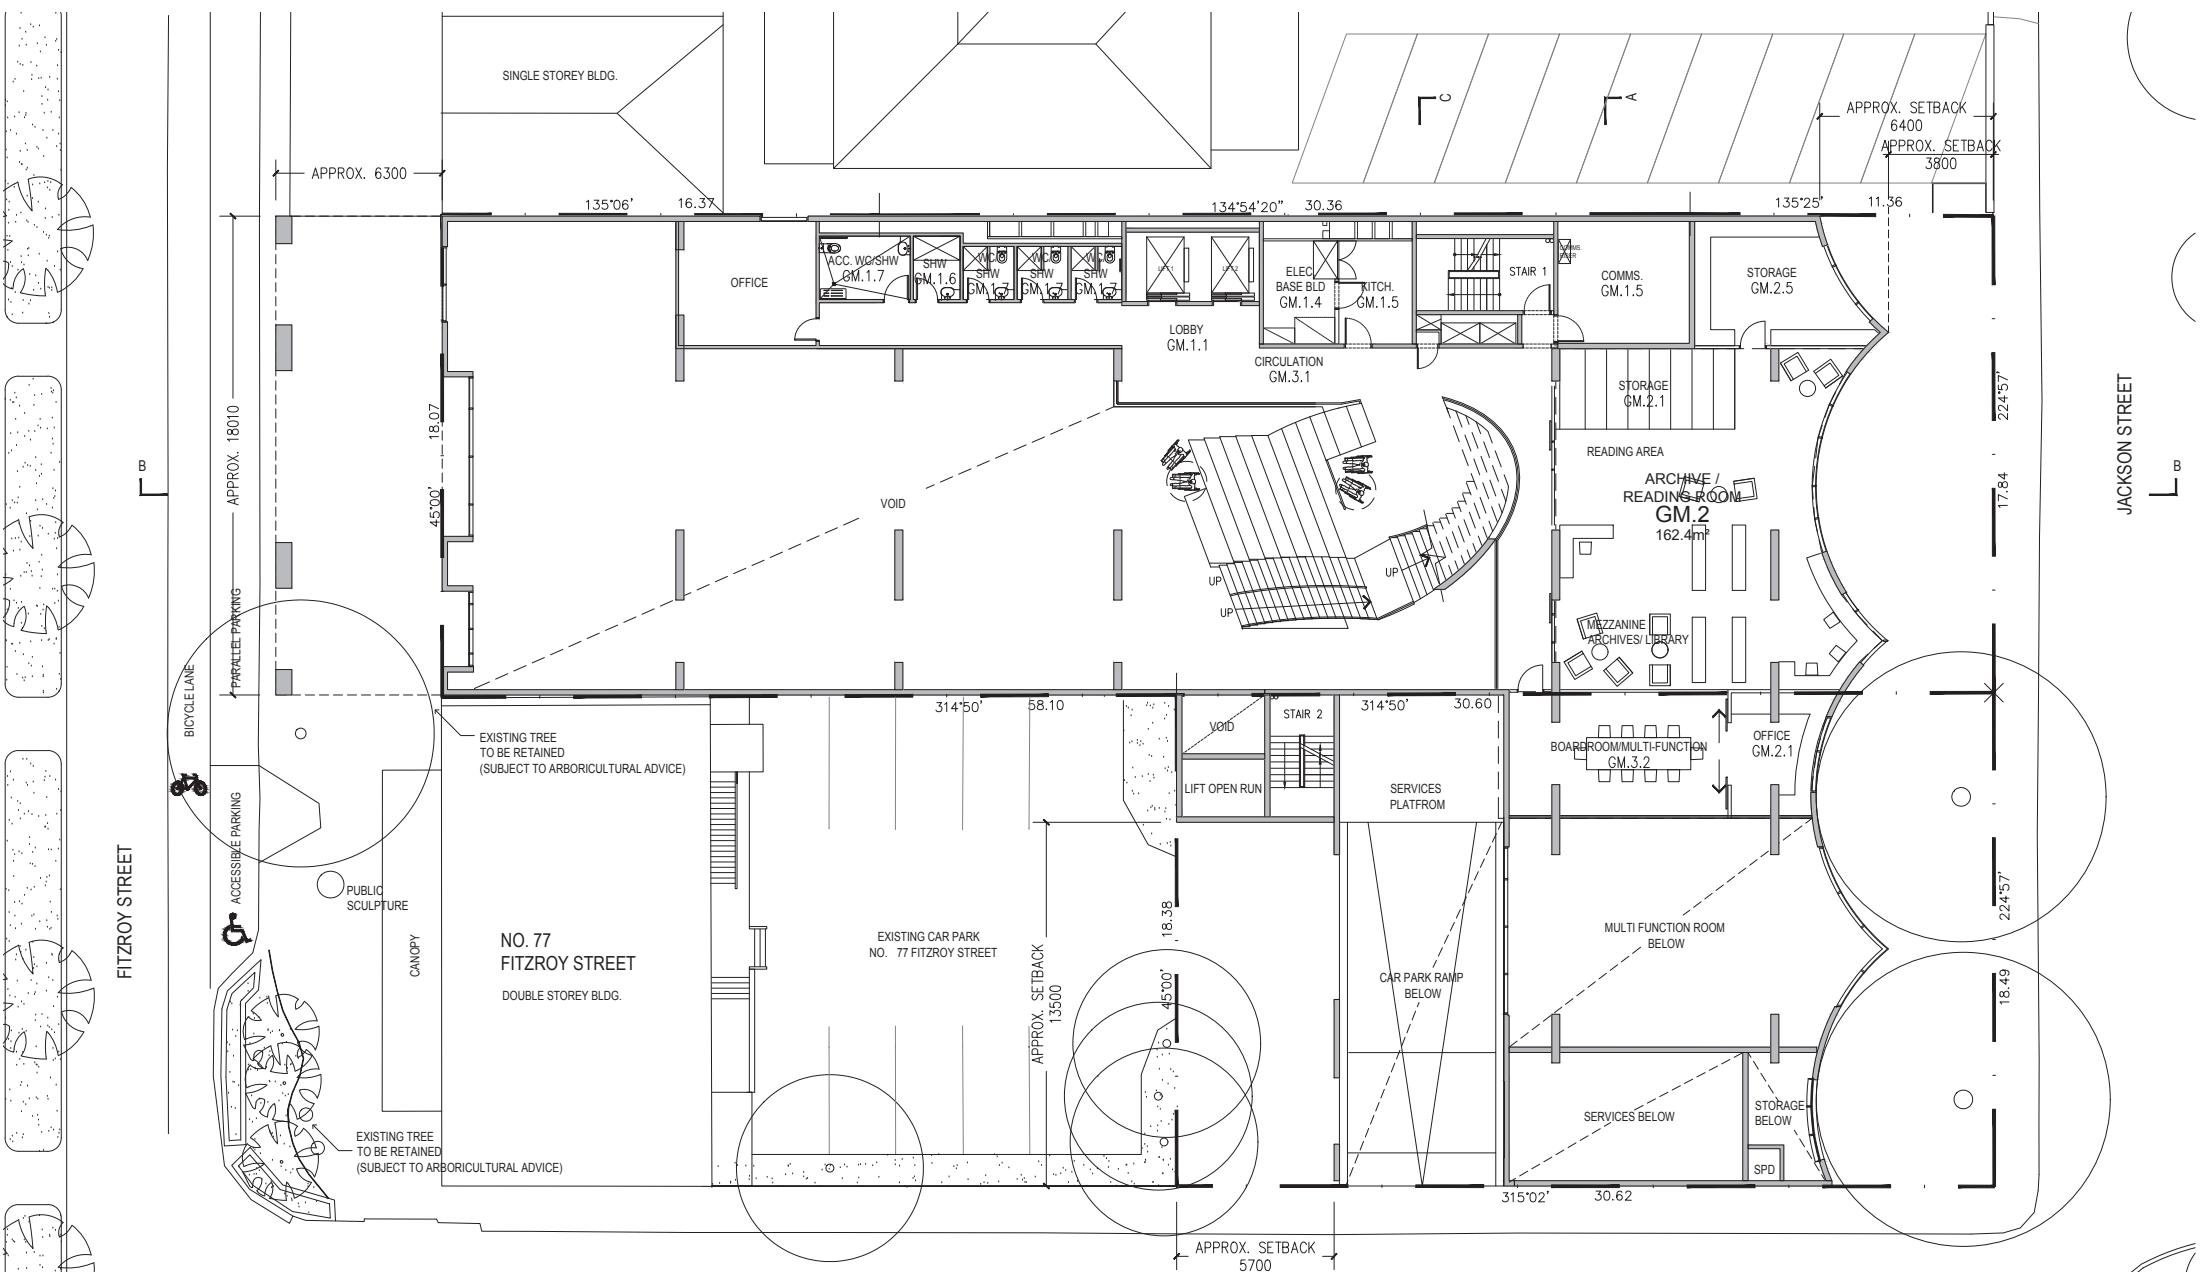 SINGLE STOREY BLDG.
C
A
APPROX. SETBACK
6400
APPROX. SETBACK
3800
APPROX. 6300
135°06'
16.37
134°54'20"
30.36
135°25'
11.36
OFFICE
ACC. WC/SHW
GM.1.7
SHW
GM.1.6
WC
SHW
GM.1.7
WC
SHW
GM.1.7
WC
SHW
GM.1.7
LIFT 1
LIFT 2
ELEC
BASE BLD
GM.1.4
KITCH.
GM.1.5
STAIR 1
COMMS.
RISER
COMMS.
GM.1.5
STORAGE
GM.2.5
LOBBY
GM.1.1
CIRCULATION
GM.3.1
STORAGE
GM.2.1
READING AREA
ARCHIVE /
READING ROOM
GM.2
162.4m²
MEZZANINE
ARCHIVES/ LIBRARY
VOID
UP
UP
UP
18.07
45°00'
APPROX. 18010
B
B
JACKSON STREET
224°57'
17.84
PARALLEL PARKING
BICYCLE LANE
ACCESSIBLE PARKING
FITZROY STREET
314°50'
58.10
314°50'
30.60
EXISTING TREE
TO BE RETAINED
(SUBJECT TO ARBORICULTURAL ADVICE)
VOID
STAIR 2
LIFT OPEN RUN
SERVICES
PLATFROM
BOARDROOM/MULTI-FUNCTION
GM.3.2
OFFICE
GM.2.1
PUBLIC
SCULPTURE
CANOPY
NO. 77
FITZROY STREET
DOUBLE STOREY BLDG.
EXISTING CAR PARK
NO. 77 FITZROY STREET
APPROX. SETBACK
13500
18.38
45°00'
CAR PARK RAMP
BELOW
MULTI FUNCTION ROOM
BELOW
224°57'
18.49
SERVICES BELOW
STORAGE
BELOW
SPD
EXISTING TREE
TO BE RETAINED
(SUBJECT TO ARBORICULTURAL ADVICE)
315°02'
30.62
APPROX. SETBACK
5700